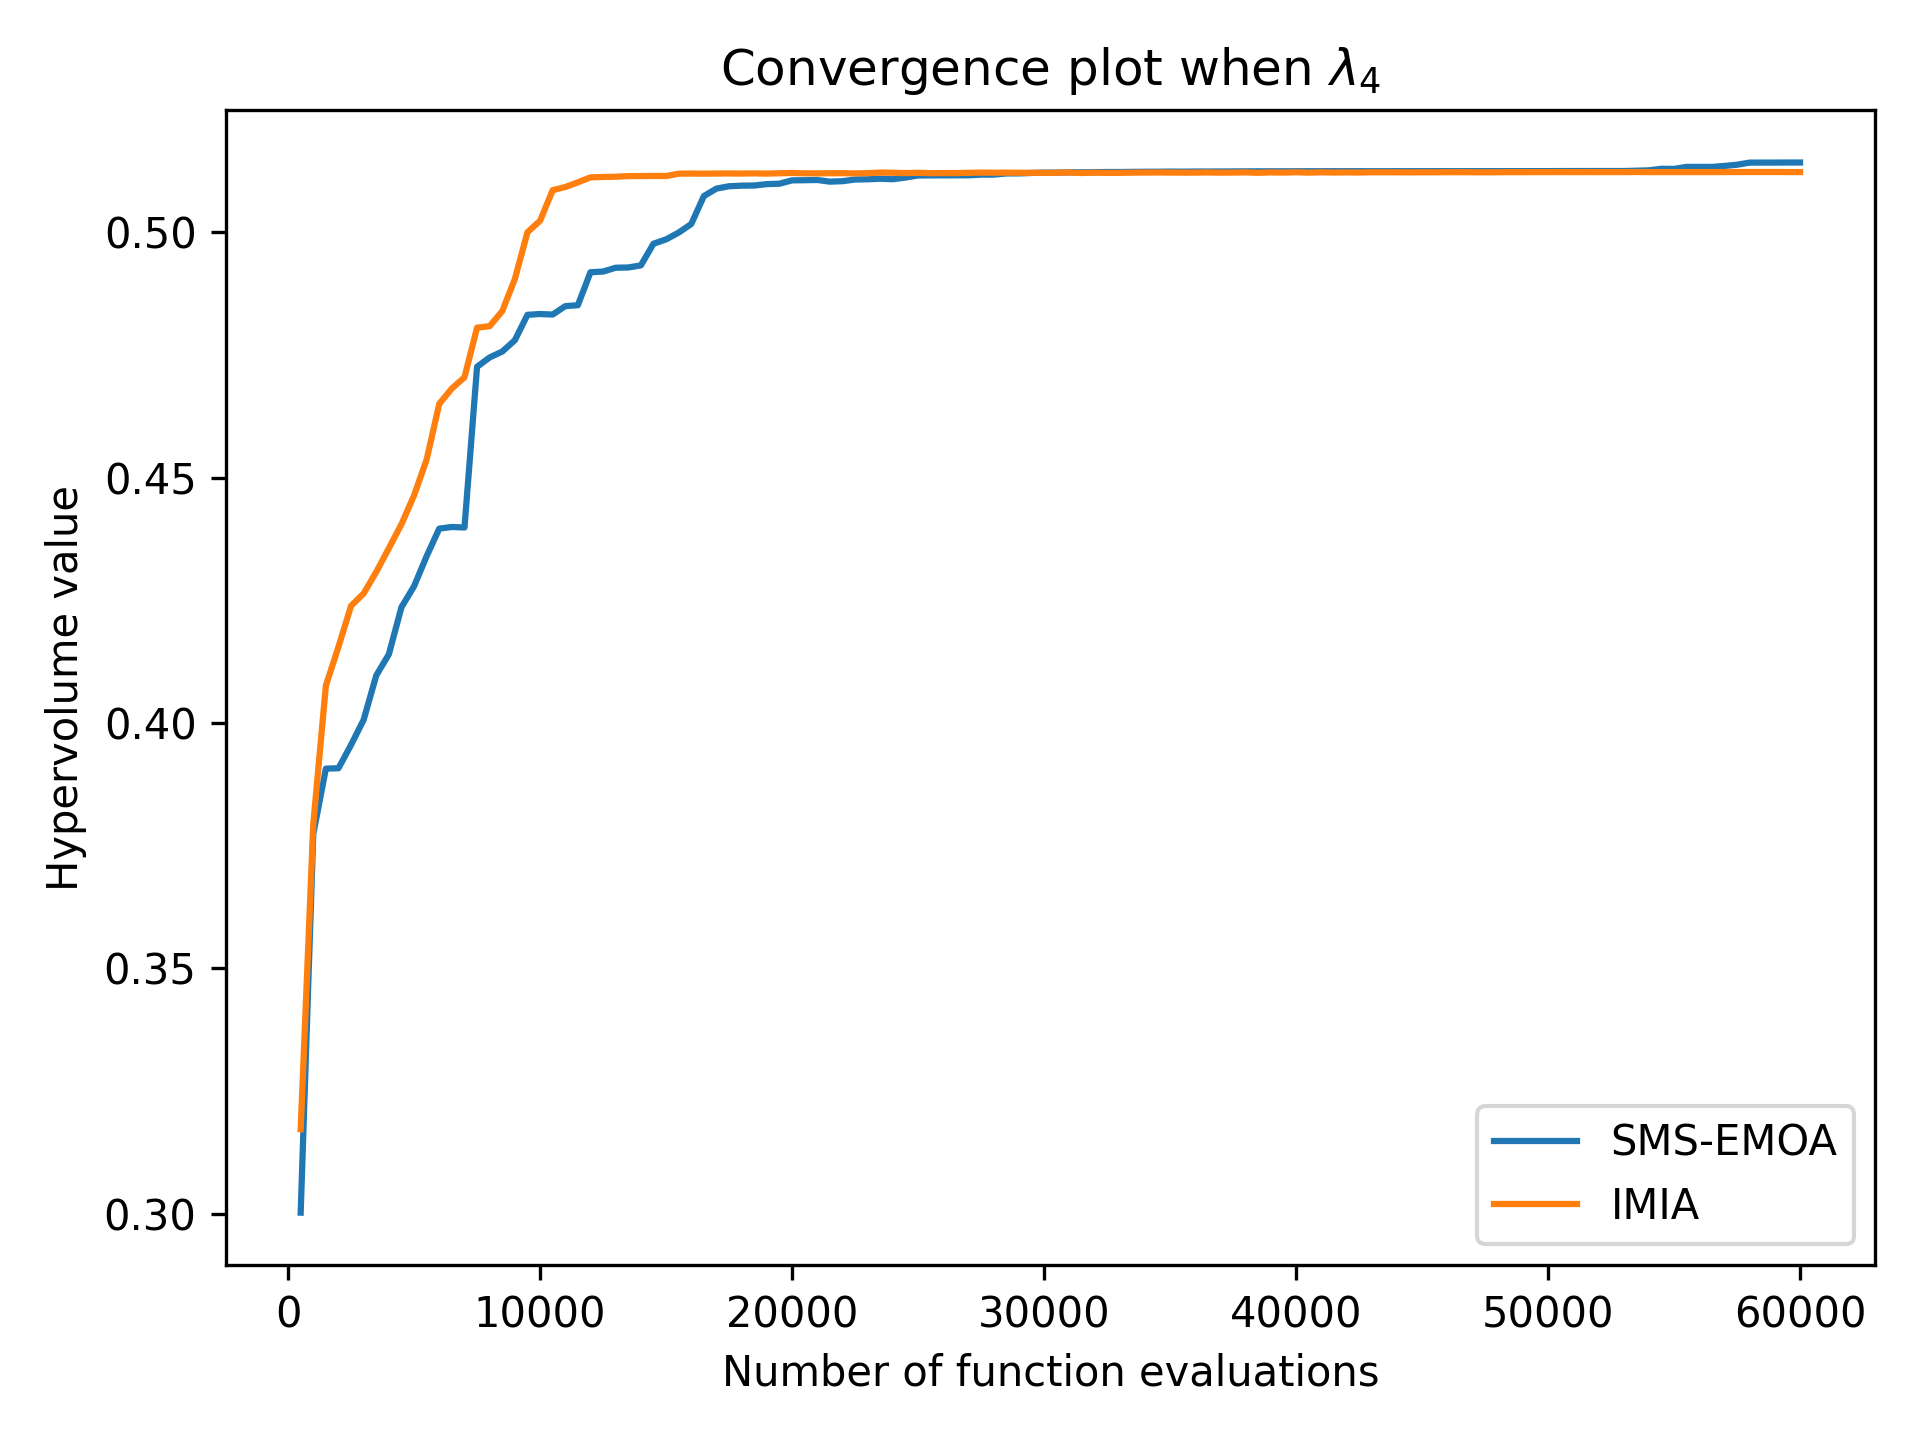 Convergence plot when λ₄
Hypervolume value
0.50
0.45
0.40
0.35
0.30
0 10000 20000 30000 40000 50000 60000
Number of function evaluations
SMS-EMOA
IMIA